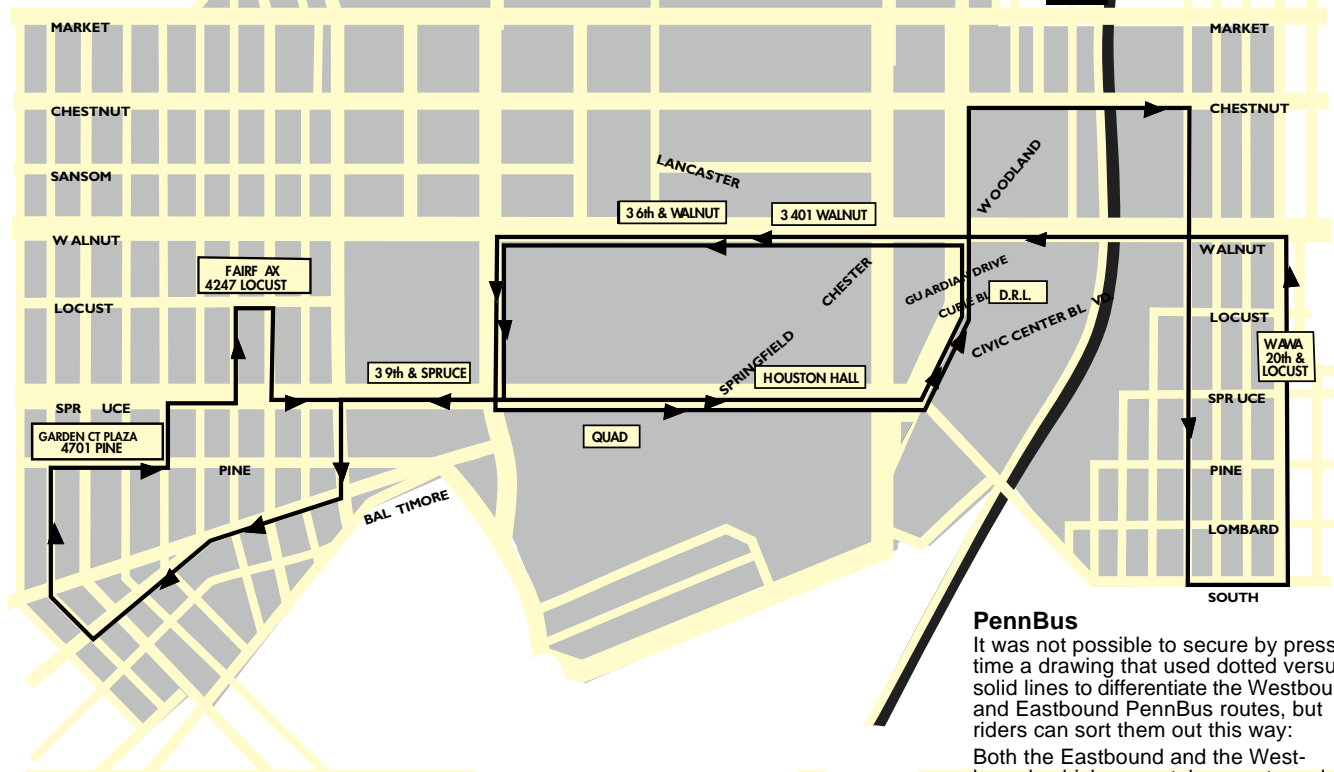 MARKET
MARKET
CHESTNUT
CHESTNUT
LANCASTER
WOODLAND
SANSOM
36th & WALNUT
3401 WALNUT
WALNUT
WALNUT
FAIRFAX
4247 LOCUST
CHESTER
GUARDIAN DRIVE
CURIE
D.R.L.
CIVIC CENTER BLVD.
LOCUST
LOCUST
WAWA
20th &
LOCUST
39th & SPRUCE
SPRINGFIELD
HOUSTON HALL
SPRUCE
SPRUCE
GARDEN CT PLAZA
4701 PINE
QUAD
PINE
PINE
BALTIMORE
LOMBARD
SOUTH
PennBus
It was not possible to secure by press
time a drawing that used dotted versu
solid lines to differentiate the Westbou
and Eastbound PennBus routes, but
riders can sort them out this way:
Both the Eastbound and the West-